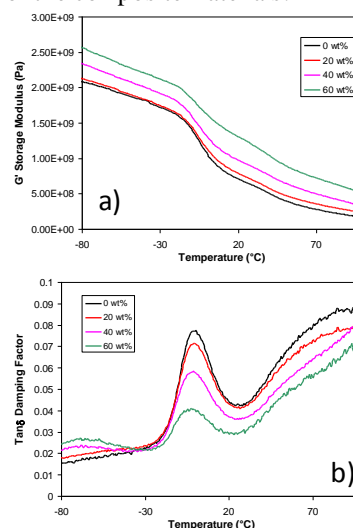 the composite materials.
3.00E+09
2.50E+09
2.00E+09
1.50E+09
1.00E+09
5.00E+08
0.00E+00
G' Storage Modulus (Pa)
0 wt%
20 wt%
40 wt%
60 wt%
a)
-80 -30 20 70
Temperature (°C)
0.1
0.09
0.08
0.07
0.06
0.05
0.04
0.03
0.02
0.01
0
Tanδ Damping Factor
0 wt%
20 wt%
40 wt%
60 wt%
b)
-80 -30 20 70
Temperature (°C)